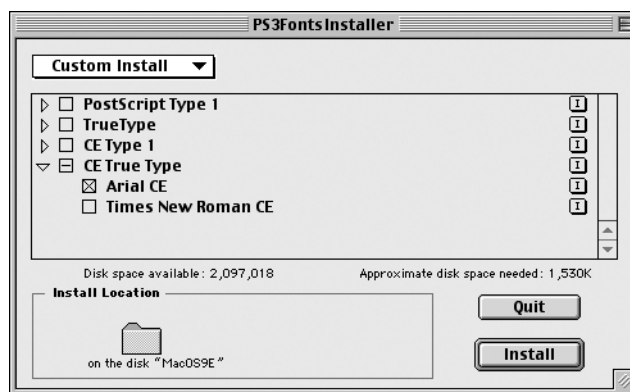 PS3FontsInstaller
Custom Install
PostScript Type 1
TrueType
CE Type 1
CE True Type
Arial CE
Times New Roman CE
Disk space available: 2,097,018 Approximate disk space needed: 1,530K
Install Location
on the disk "MacOS9E"
Quit
Install